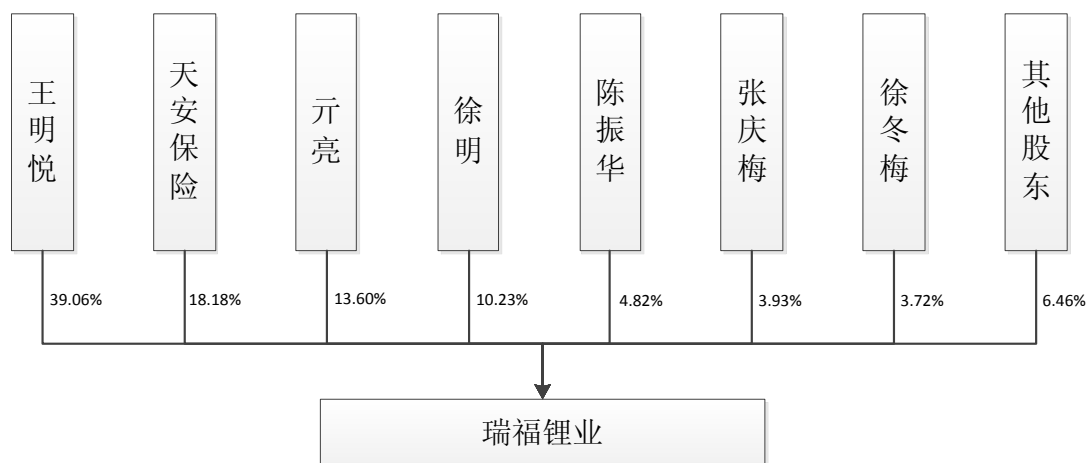 王明悦
天安保险
亓亮
徐明
陈振华
张庆梅
徐冬梅
其他股东
39.06%
18.18%
13.60%
10.23%
4.82%
3.93%
3.72%
6.46%
瑞福锂业